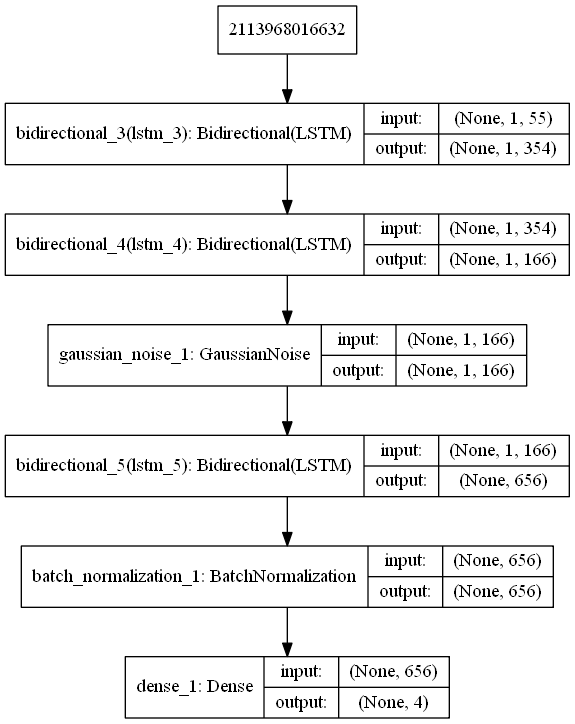 2113968016632
bidirectional_3(lstm_3): Bidirectional(LSTM)
input: (None, 1, 55)
output: (None, 1, 354)
bidirectional_4(lstm_4): Bidirectional(LSTM)
input: (None, 1, 354)
output: (None, 1, 166)
gaussian_noise_1: GaussianNoise
input: (None, 1, 166)
output: (None, 1, 166)
bidirectional_5(lstm_5): Bidirectional(LSTM)
input: (None, 1, 166)
output: (None, 656)
batch_normalization_1: BatchNormalization
input: (None, 656)
output: (None, 656)
dense_1: Dense
input: (None, 656)
output: (None, 4)